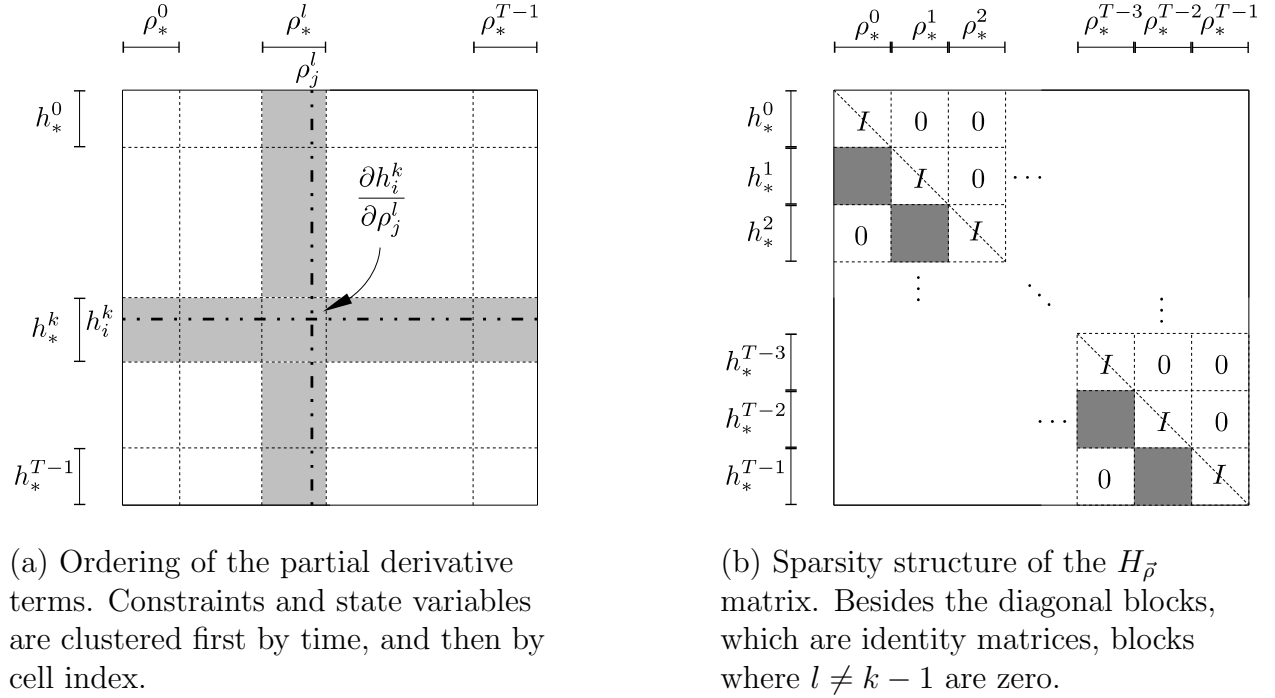 ρ_*^0 ρ_*^l ρ_*^{T−1}
ρ_j^l
h_*^0
∂h_i^k
∂ρ_j^l
h_*^k h_i^k
h_*^{T−1}
(a) Ordering of the partial derivative
terms. Constraints and state variables
are clustered first by time, and then by
cell index.
ρ_*^0 ρ_*^1 ρ_*^2 ρ_*^{T−3} ρ_*^{T−2} ρ_*^{T−1}
h_*^0 I 0 0
h_*^1 I 0 ···
h_*^2 0 I
⋮ ⋱ ⋮
h_*^{T−3} I 0 0
h_*^{T−2} ··· I 0
h_*^{T−1} 0 I
(b) Sparsity structure of the H_{\vec{ρ}}
matrix. Besides the diagonal blocks,
which are identity matrices, blocks
where l ≠ k − 1 are zero.